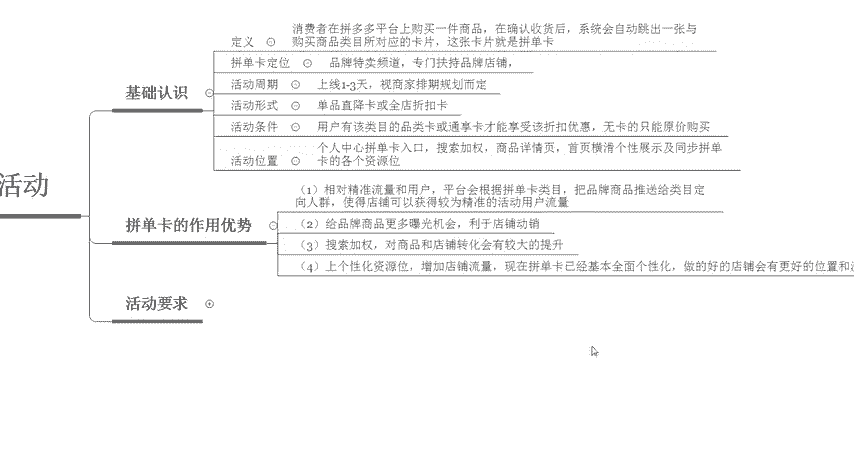 消费者在拼多多平台上购买一件商品，在确认收货后，系统会自动跳出一张与
定义 购买商品类目所对应的卡片，这张卡片就是拼单卡
拼单卡定位 品牌特卖频道，专门扶持品牌店铺，
基础认识 活动周期 上线1-3天，视商家排期规划而定
活动形式 单品直降卡或全店折扣卡
活动条件 用户有该类目的品类卡或通享卡才能享受该折扣优惠，无卡的只能原价购买
个人中心拼单卡入口，搜索加权，商品详情页，首页横滑个性展示及同步拼单
活动位置 卡的各个资源位
活动
（1）相对精准流量和用户，平台会根据拼单卡类目，把品牌商品推送给类目定
向人群，使得店铺可以获得较为精准的活动用户流量
拼单卡的作用优势 （2）给品牌商品更多曝光机会，利于店铺动销
（3）搜索加权，对商品和店铺转化会有较大的提升
（4）上个性化资源位，增加店铺流量，现在拼单卡已经基本全面个性化，做的好的店铺会有更好的位置和
活动要求